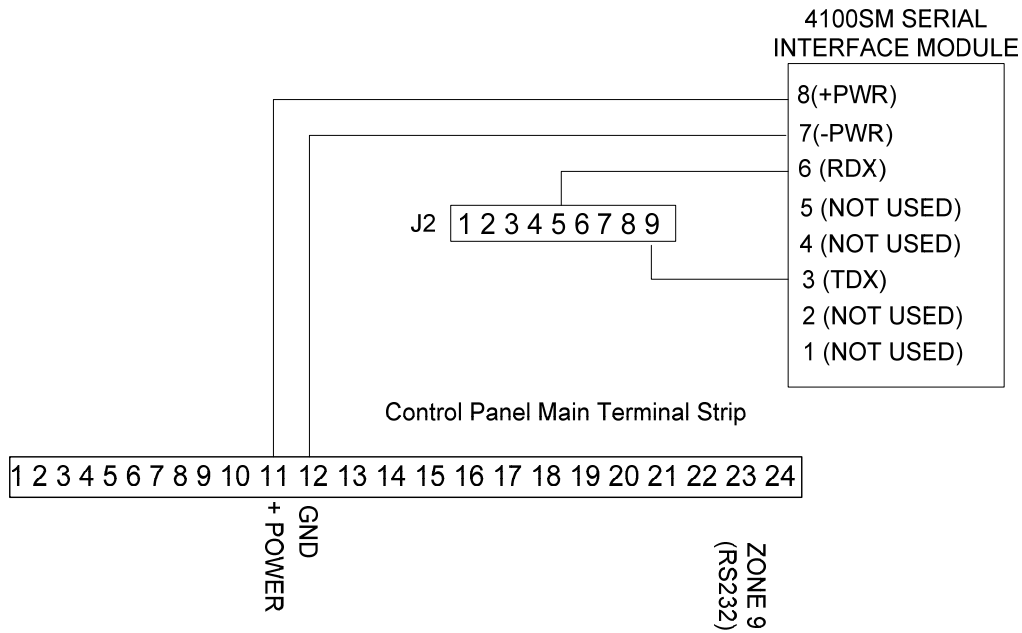 4100SM SERIAL
INTERFACE MODULE
8(+PWR)
7(-PWR)
6 (RDX)
5 (NOT USED)
4 (NOT USED)
3 (TDX)
2 (NOT USED)
1 (NOT USED)
J2 1 2 3 4 5 6 7 8 9
Control Panel Main Terminal Strip
1 2 3 4 5 6 7 8 9 10 11 12 13 14 15 16 17 18 19 20 21 22 23 24
+ POWER
GND
ZONE 9
(RS232)